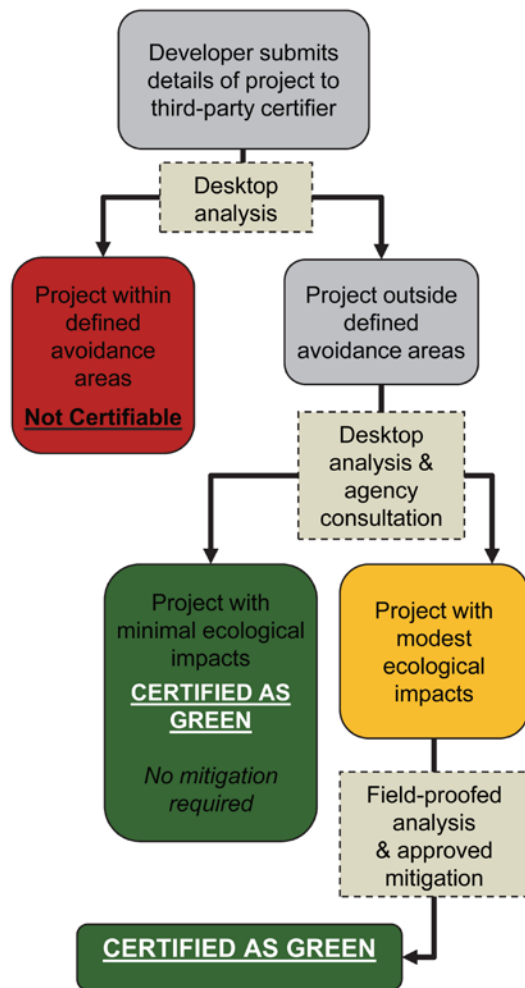 Developer submits
details of project to
third-party certifier
Desktop
analysis
Project within
defined
avoidance
areas
Not Certifiable
Project outside
defined
avoidance areas
Desktop
analysis &
agency
consultation
Project with
minimal ecological
impacts
CERTIFIED AS
GREEN
No mitigation
required
Project with
modest
ecological
impacts
Field-proofed
analysis
& approved
mitigation
CERTIFIED AS GREEN